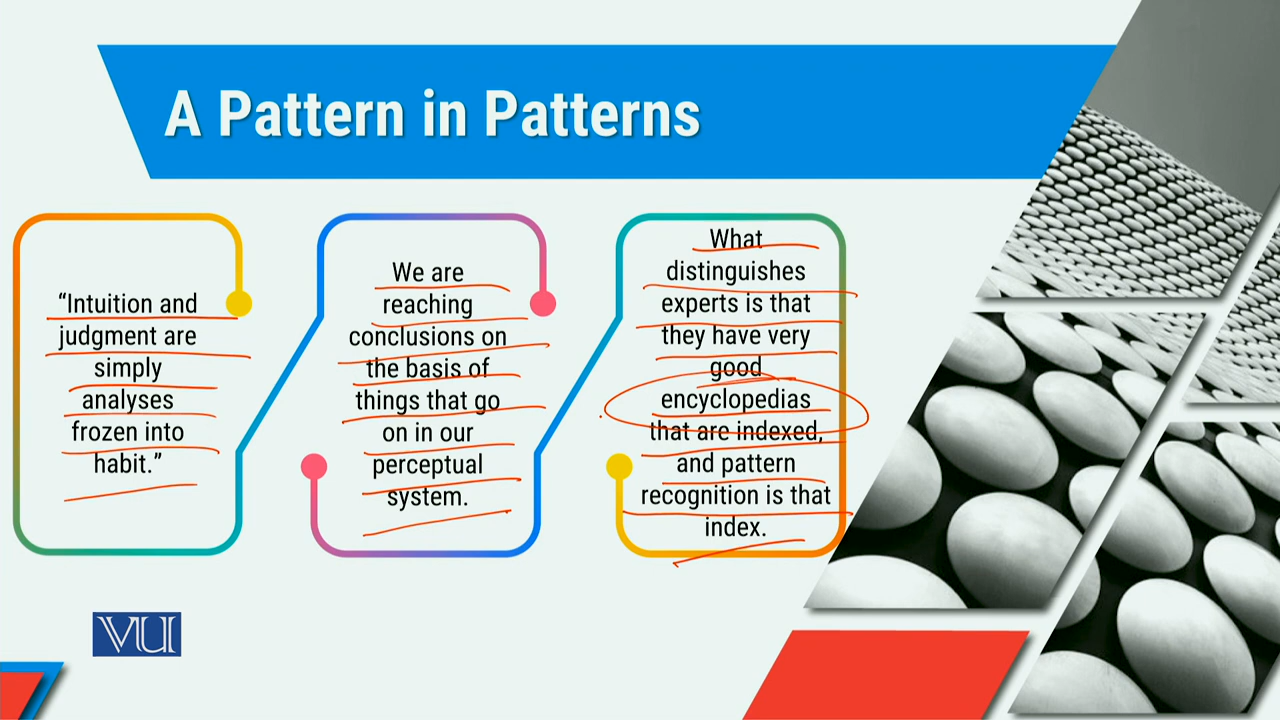 A Pattern in Patterns
“Intuition and
judgment are
simply
analyses
frozen into
habit.”
We are
reaching
conclusions on
the basis of
things that go
on in our
perceptual
system.
What
distinguishes
experts is that
they have very
good
encyclopedias
that are indexed,
and pattern
recognition is that
index.
VU